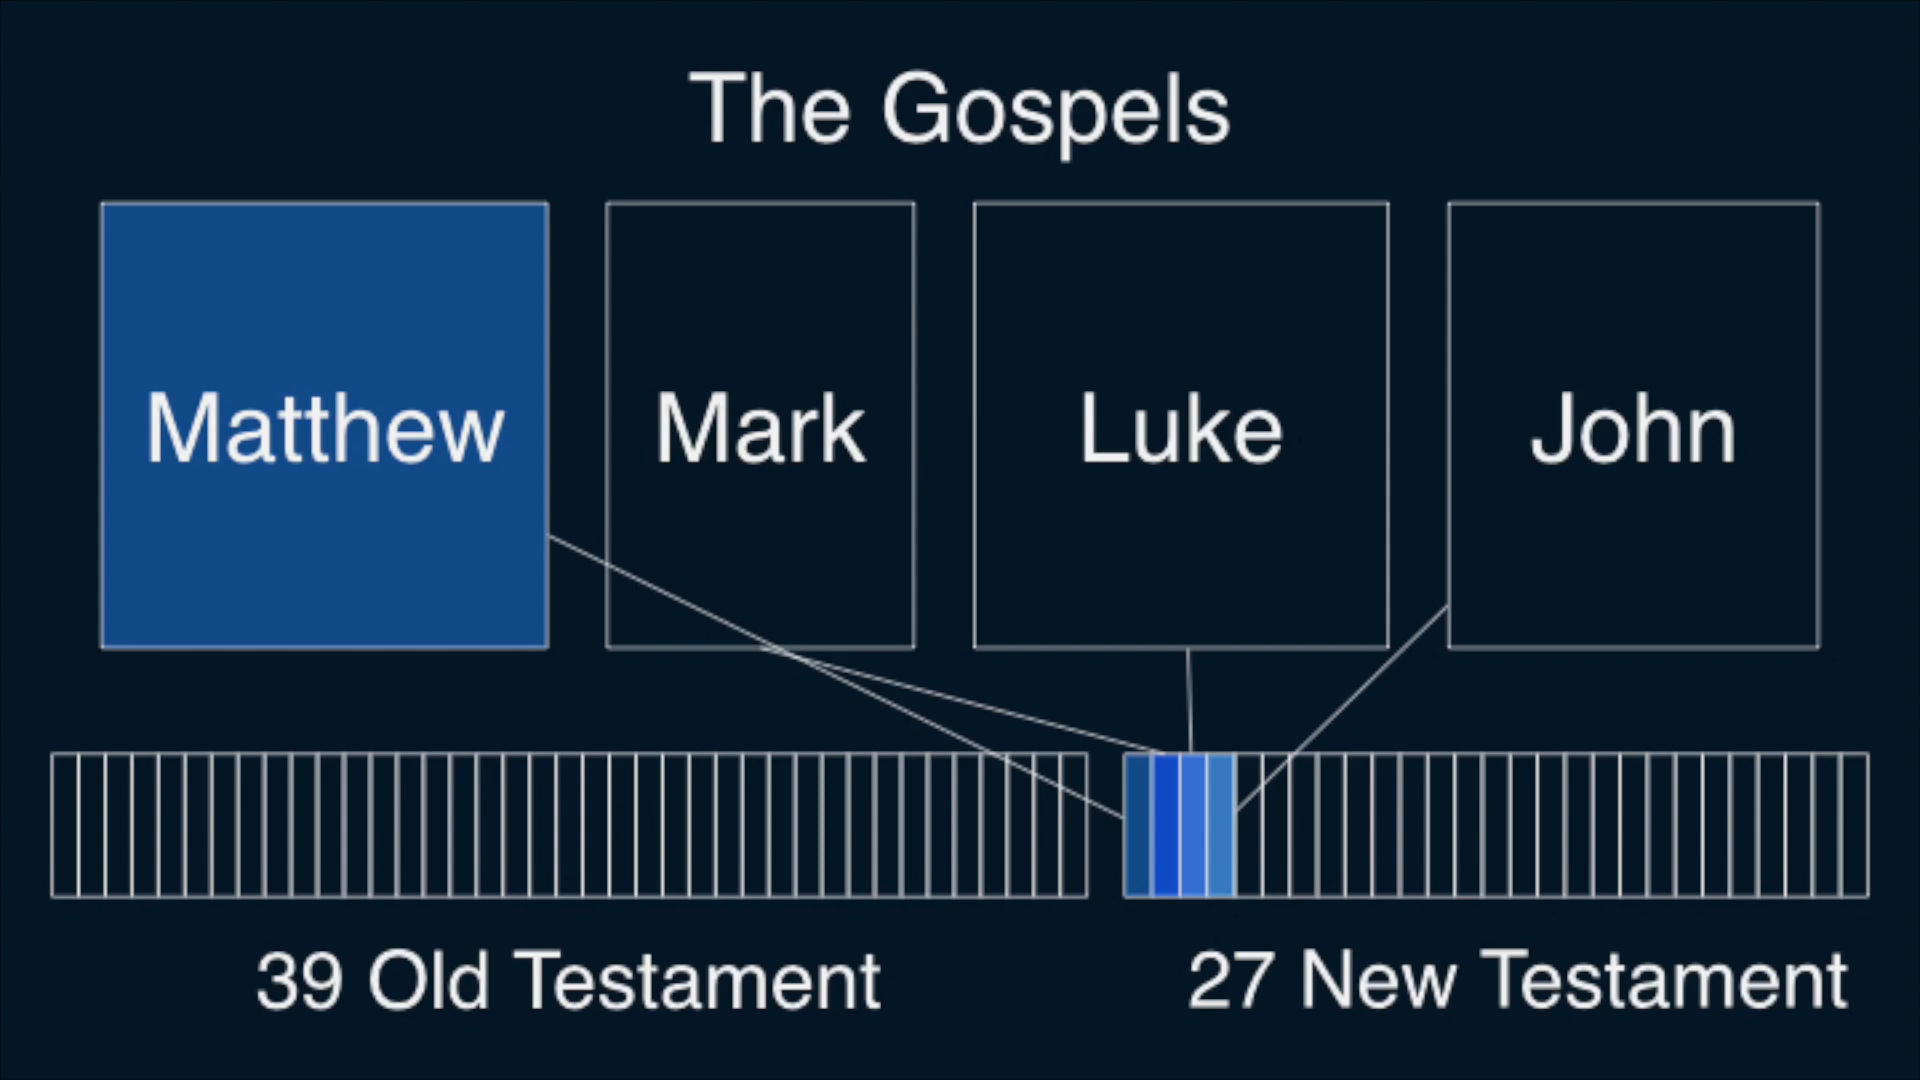 The Gospels
Matthew
Mark
Luke
John
39 Old Testament
27 New Testament